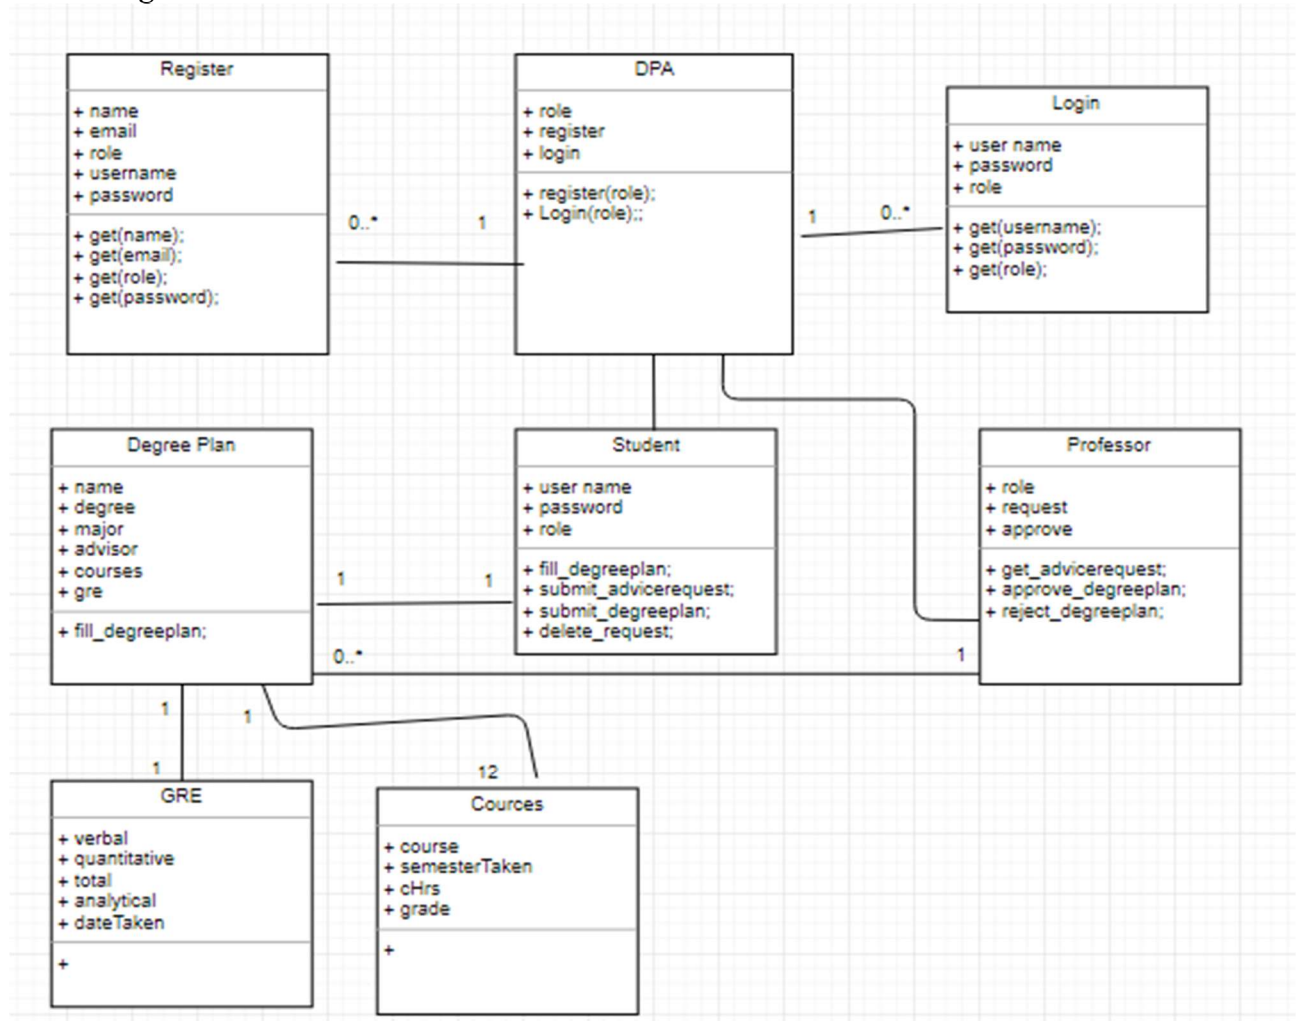 Register
+ name
+ email
+ role
+ username
+ password
+ get(name);
+ get(email);
+ get(role);
+ get(password);
0..*
1
DPA
+ role
+ register
+ login
+ register(role);
+ Login(role);;
1
0..*
Login
+ user name
+ password
+ role
+ get(username);
+ get(password);
+ get(role);
Degree Plan
+ name
+ degree
+ major
+ advisor
+ courses
+ gre
+ fill_degreeplan;
1
1
Student
+ user name
+ password
+ role
+ fill_degreeplan;
+ submit_advicerequest;
+ submit_degreeplan;
+ delete_request;
Professor
+ role
+ request
+ approve
+ get_advicerequest;
+ approve_degreeplan;
+ reject_degreeplan;
0..*
1
1
1
1
12
GRE
+ verbal
+ quantitative
+ total
+ analytical
+ dateTaken
+
Cources
+ course
+ semesterTaken
+ cHrs
+ grade
+